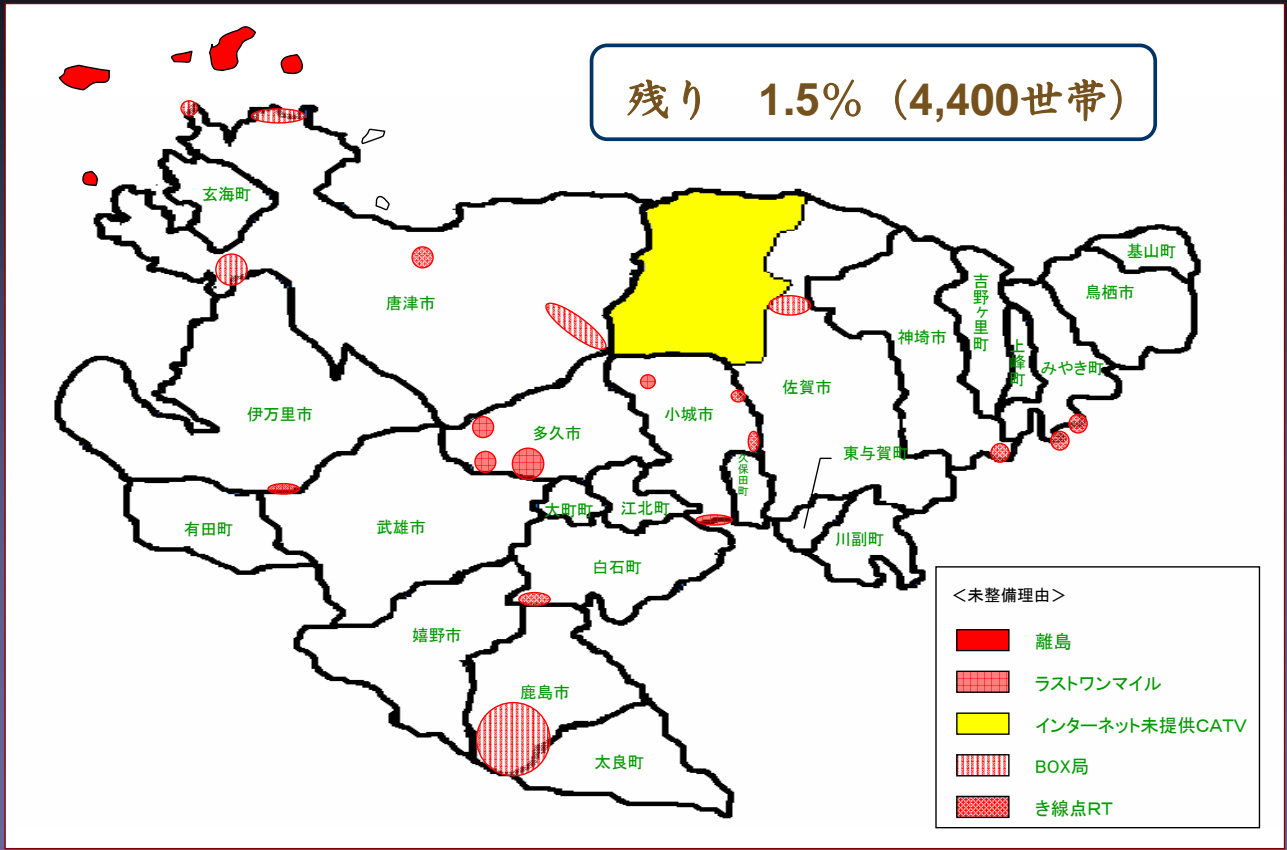 残り 1.5％（4,400世帯）
玄海町
唐津市
伊万里市
有田町
武雄市
多久市
大町町
江北町
小城市
久保田町
白石町
嬉野市
鹿島市
太良町
佐賀市
東与賀町
川副町
神埼市
吉野ヶ里町
上峰町
みやき町
鳥栖市
基山町
＜未整備理由＞
離島
ラストワンマイル
インターネット未提供CATV
BOX局
き線点RT